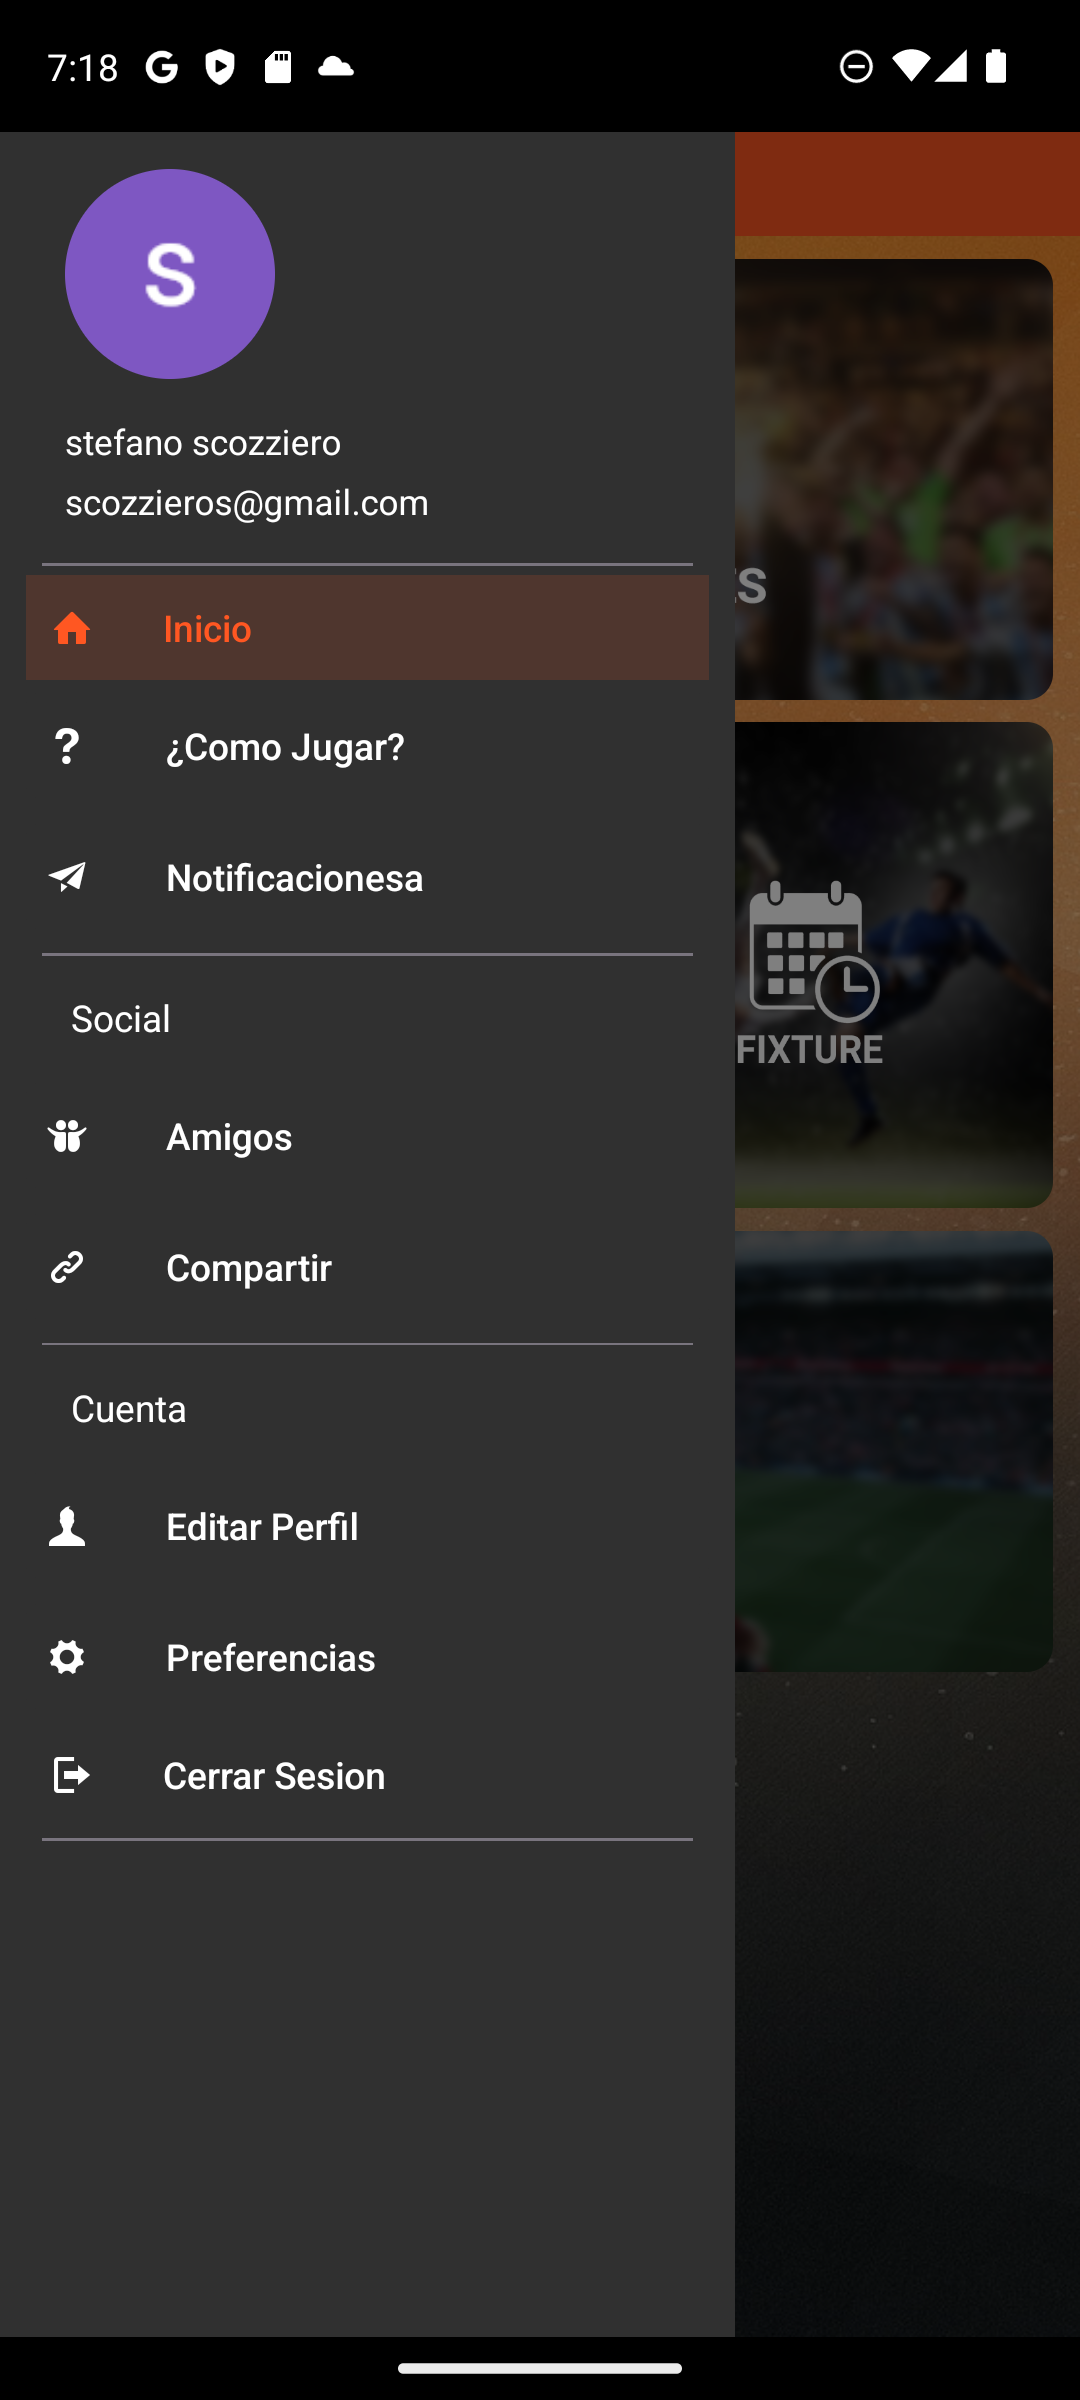 7:18
S
stefano scozziero
scozzieros@gmail.com
Inicio
¿Como Jugar?
Notificacionesa
Social
Amigos
FIXTURE
Compartir
Cuenta
Editar Perfil
Preferencias
Cerrar Sesion